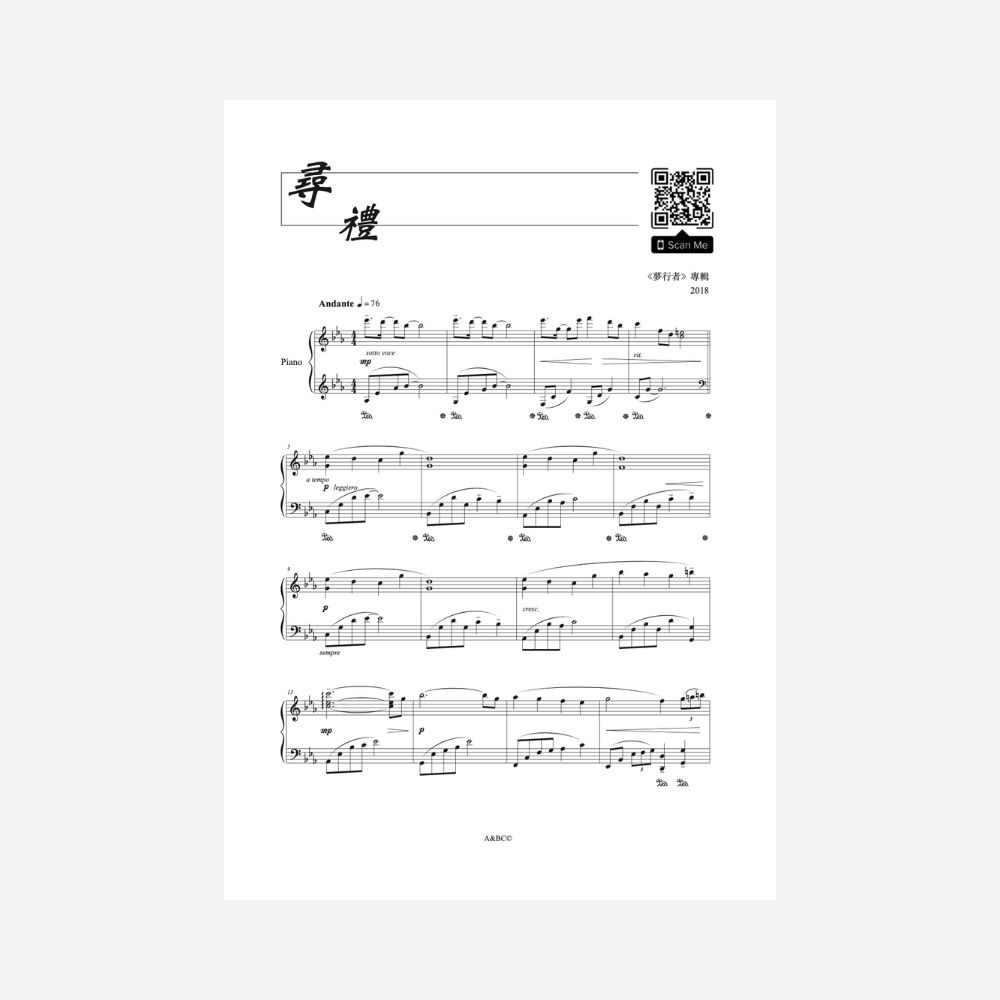 尋
禮
Scan Me
《夢行者》專輯
2018
Andante ♩= 76
Piano
sotto voce
mp
rit.
5
a tempo
p leggiero
9
p
cresc.
sempre
13
mp
p
3
3
A&BC©